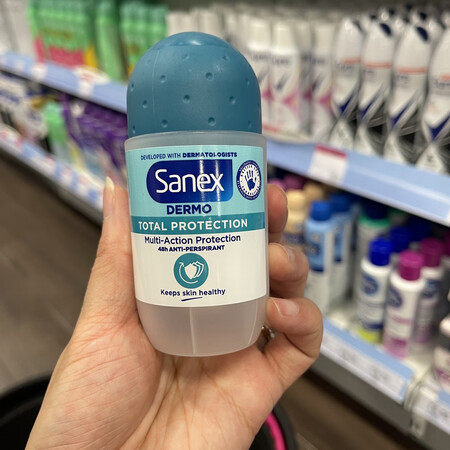 DEVELOPED WITH DERMATOLOGISTS
Sanex
DERMO
TOTAL PROTECTION
Multi-Action Protection
48h ANTI-PERSPIRANT
Keeps skin healthy